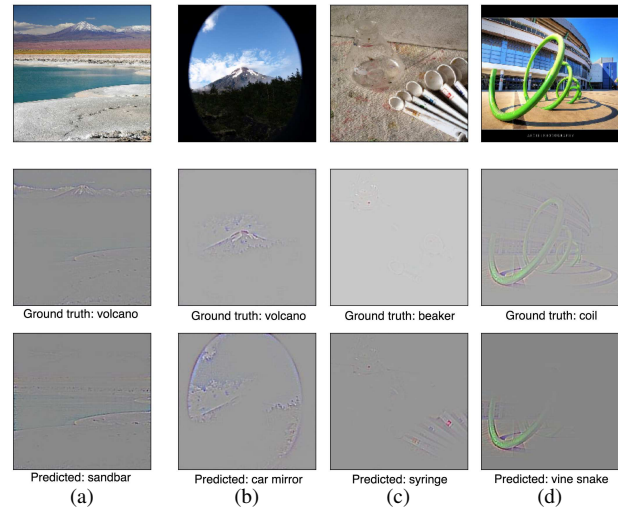 Ground truth: volcano
Ground truth: volcano
Ground truth: beaker
Ground truth: coil
Predicted: sandbar
Predicted: car mirror
Predicted: syringe
Predicted: vine snake
(a)
(b)
(c)
(d)